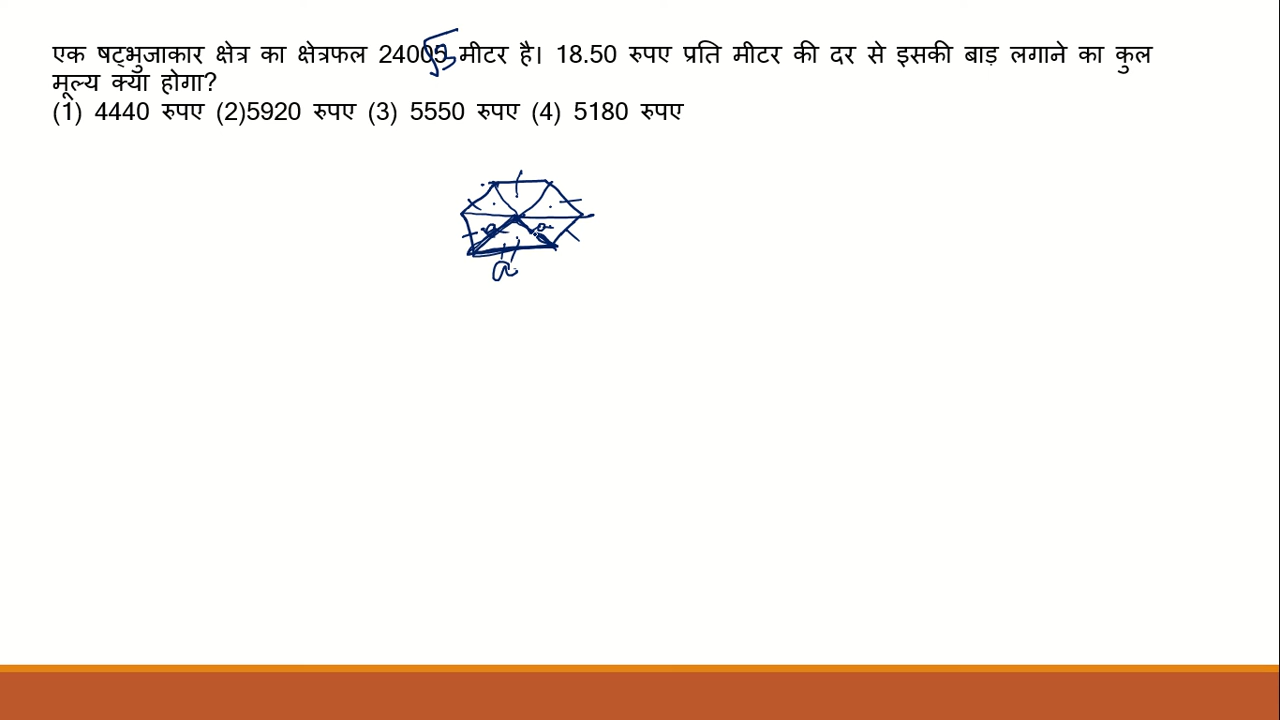 एक षट्भुजाकार क्षेत्र का क्षेत्रफल 2400√3 मीटर है। 18.50 रुपए प्रति मीटर की दर से इसकी बाड़ लगाने का कुल
मूल्य क्या होगा?
(1) 4440 रुपए (2)5920 रुपए (3) 5550 रुपए (4) 5180 रुपए
a a
a